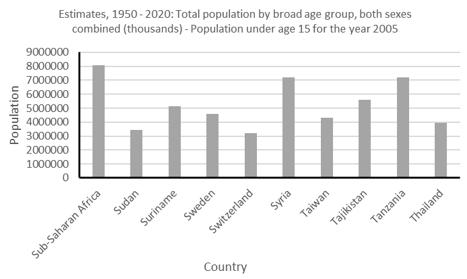 Estimates, 1950 - 2020: Total population by broad age group, both sexes
combined (thousands) - Population under age 15 for the year 2005
Population
9000000
8000000
7000000
6000000
5000000
4000000
3000000
2000000
1000000
0
Sub-Saharan Africa
Sudan
Suriname
Sweden
Switzerland
Syria
Taiwan
Tajikistan
Tanzania
Thailand
Country